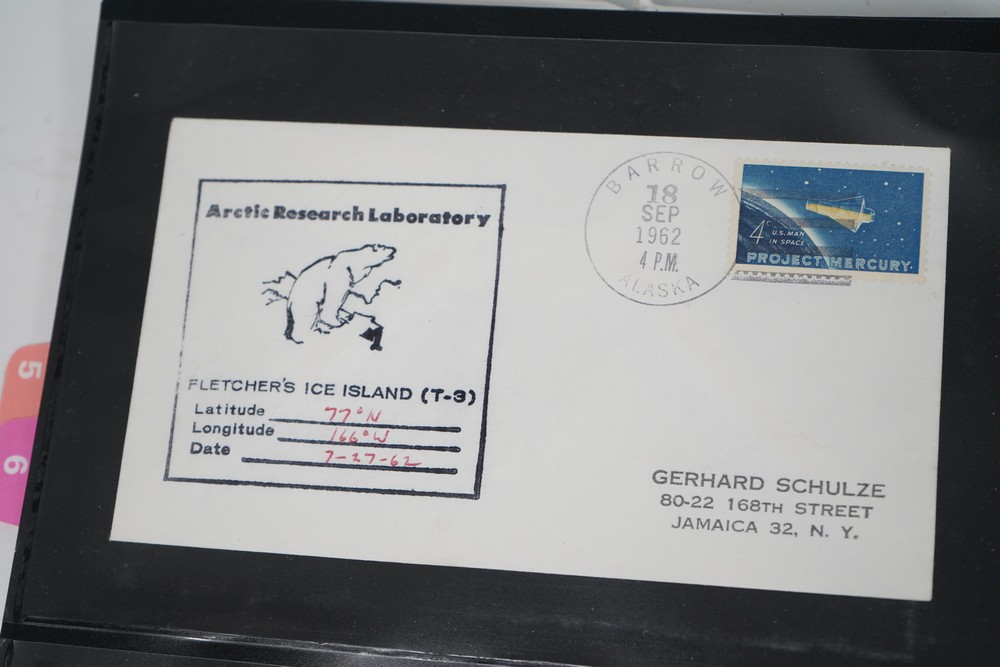 Arctic Research Laboratory
FLETCHER'S ICE ISLAND (T-3)
Latitude 77°N
Longitude 166°W
Date 7-27-62
BARROW
18
SEP
1962
4 P.M.
ALASKA
4c
U.S. MAN
IN SPACE
PROJECT MERCURY.
GERHARD SCHULZE
80-22 168TH STREET
JAMAICA 32, N. Y.
5
6